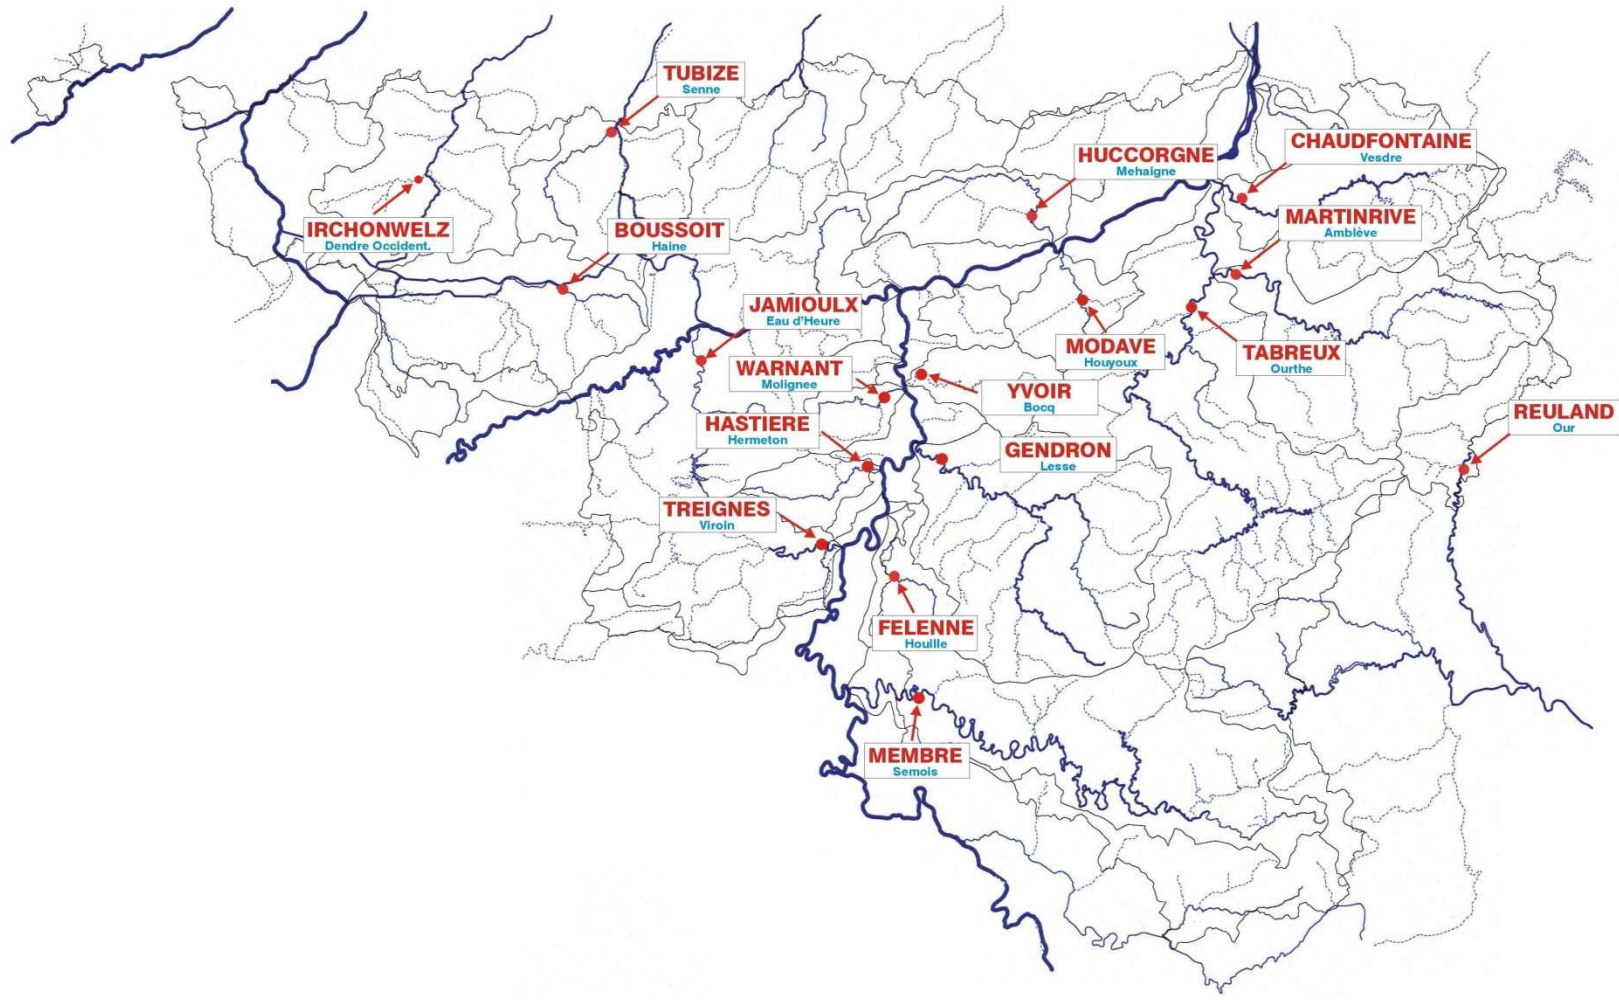 TUBIZE
Senne
CHAUDFONTAINE
Vesdre
HUCCORGNE
Mehaigne
IRCHONWELZ
Dendre Occident.
BOUSSOIT
Haine
MARTINRIVE
Amblève
JAMIOULX
Eau d'Heure
MODAVE
Houyoux
TABREUX
Ourthe
WARNANT
Molignee
YVOIR
Bocq
REULAND
Our
HASTIERE
Hermeton
GENDRON
Lesse
TREIGNES
Viroin
FELENNE
Houille
MEMBRE
Semois